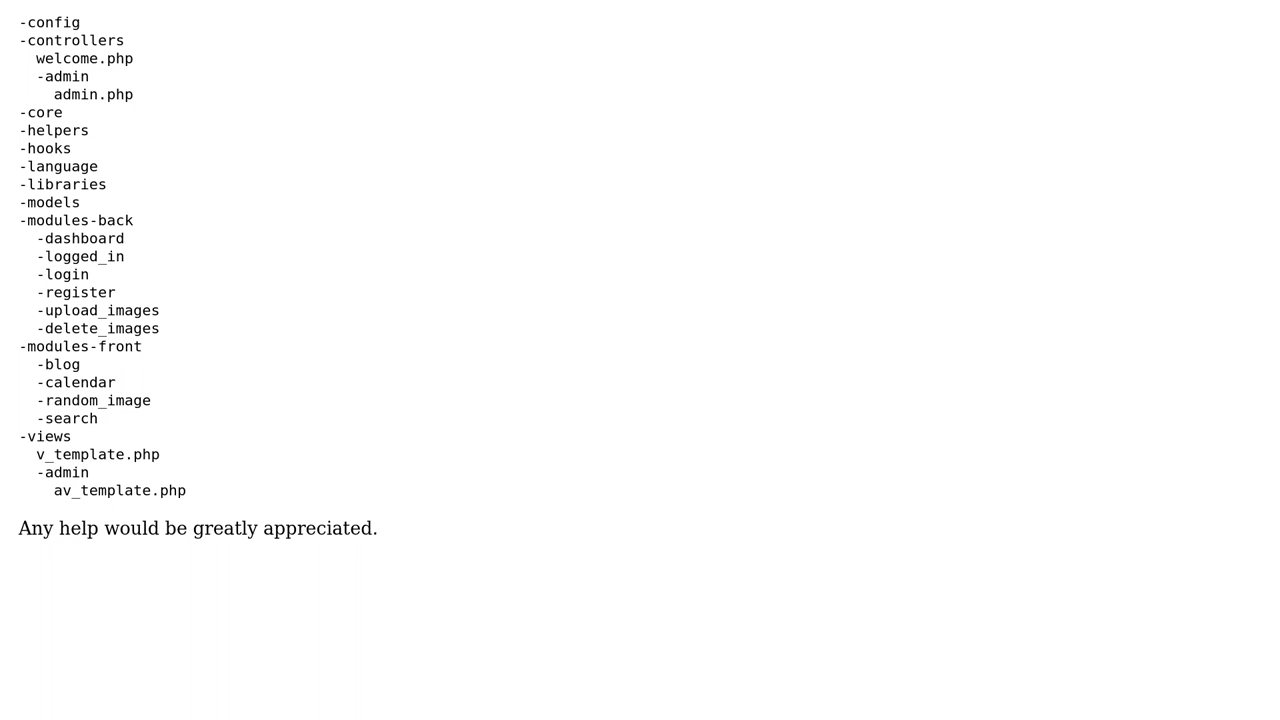 -config
-controllers
  welcome.php
  -admin
    admin.php
-core
-helpers
-hooks
-language
-libraries
-models
-modules-back
  -dashboard
  -logged_in
  -login
  -register
  -upload_images
  -delete_images
-modules-front
  -blog
  -calendar
  -random_image
  -search
-views
  v_template.php
  -admin
    av_template.php
Any help would be greatly appreciated.